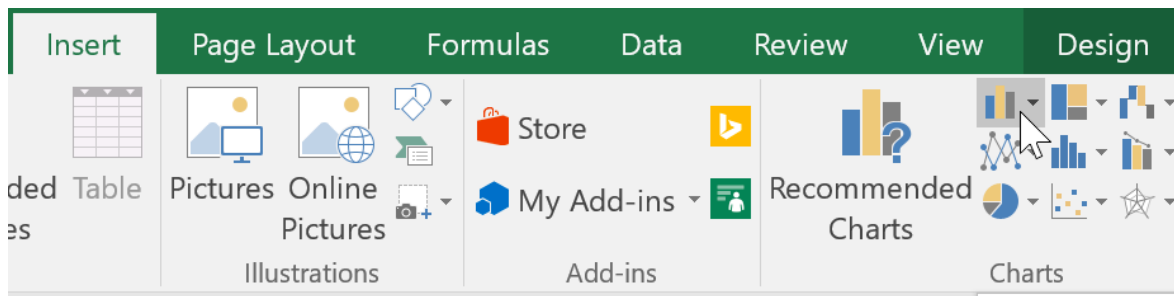 Insert Page Layout Formulas Data Review View Design
Store
ded Table Pictures Online Recommended
My Add-ins
es Pictures Charts
Illustrations Add-ins Charts